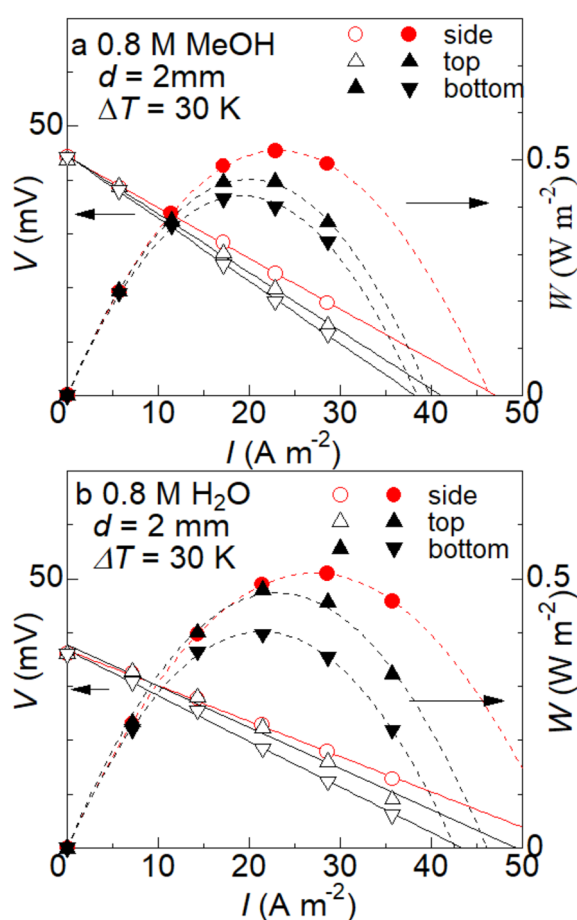 a 0.8 M MeOH
d = 2mm
ΔT = 30 K
side
top
bottom
50
0.5
V (mV)
W (W m⁻²)
0
0 10 20 30 40 50
I (A m⁻²)
b 0.8 M H₂O
d = 2 mm
ΔT = 30 K
side
top
bottom
50
0.5
V (mV)
W (W m⁻²)
0
0 10 20 30 40 50
I (A m⁻²)